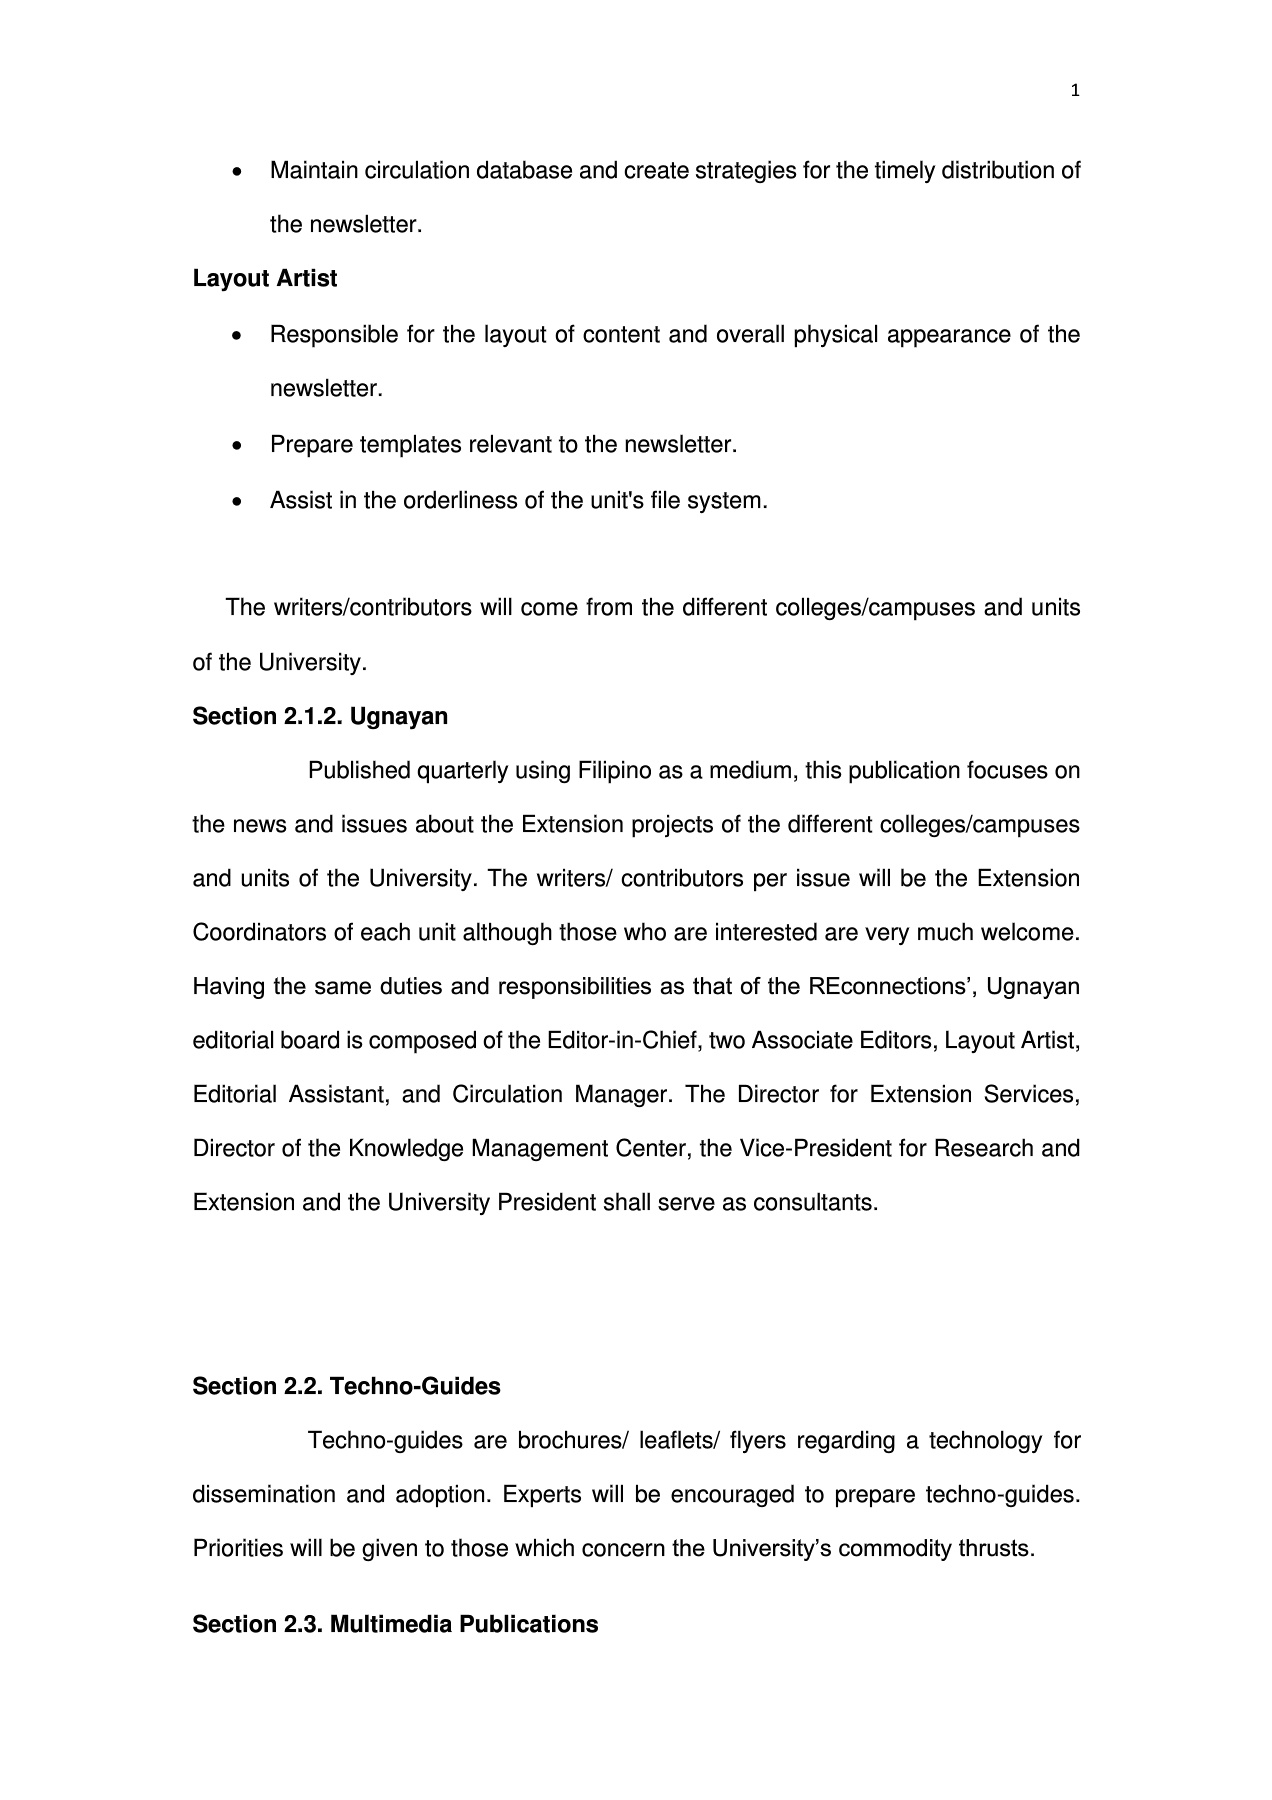 1
• Maintain circulation database and create strategies for the timely distribution of
the newsletter.
Layout Artist
• Responsible for the layout of content and overall physical appearance of the
newsletter.
• Prepare templates relevant to the newsletter.
• Assist in the orderliness of the unit's file system.
The writers/contributors will come from the different colleges/campuses and units
of the University.
Section 2.1.2. Ugnayan
Published quarterly using Filipino as a medium, this publication focuses on
the news and issues about the Extension projects of the different colleges/campuses
and units of the University. The writers/ contributors per issue will be the Extension
Coordinators of each unit although those who are interested are very much welcome.
Having the same duties and responsibilities as that of the REconnections’, Ugnayan
editorial board is composed of the Editor-in-Chief, two Associate Editors, Layout Artist,
Editorial Assistant, and Circulation Manager. The Director for Extension Services,
Director of the Knowledge Management Center, the Vice-President for Research and
Extension and the University President shall serve as consultants.
Section 2.2. Techno-Guides
Techno-guides are brochures/ leaflets/ flyers regarding a technology for
dissemination and adoption. Experts will be encouraged to prepare techno-guides.
Priorities will be given to those which concern the University’s commodity thrusts.
Section 2.3. Multimedia Publications